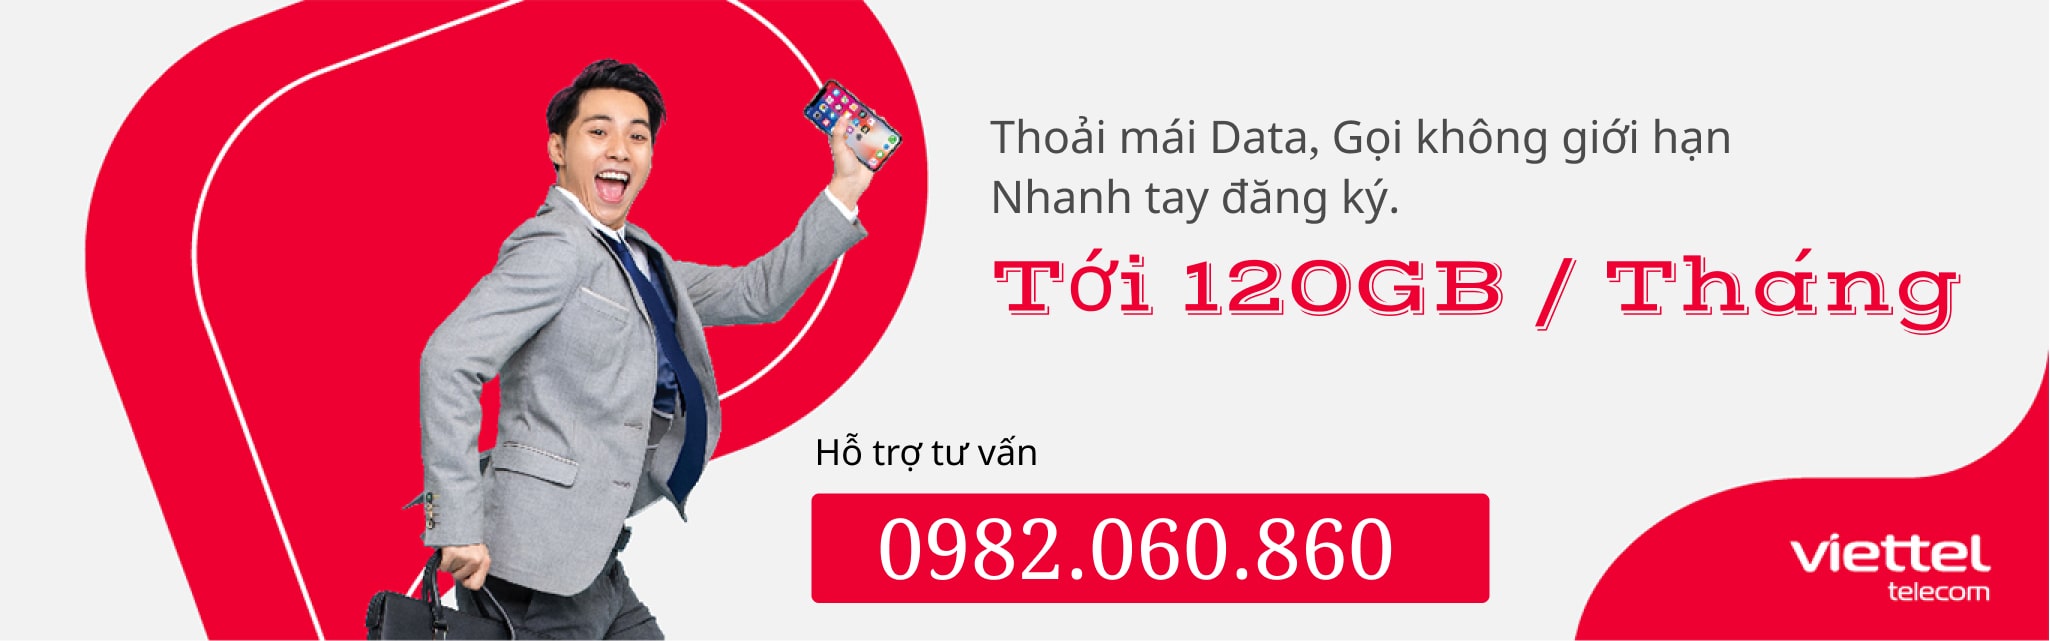 Thoải mái Data, Gọi không giới hạn
Nhanh tay đăng ký.
Tới 120GB / Tháng
Hỗ trợ tư vấn
0982.060.860
viettel
telecom